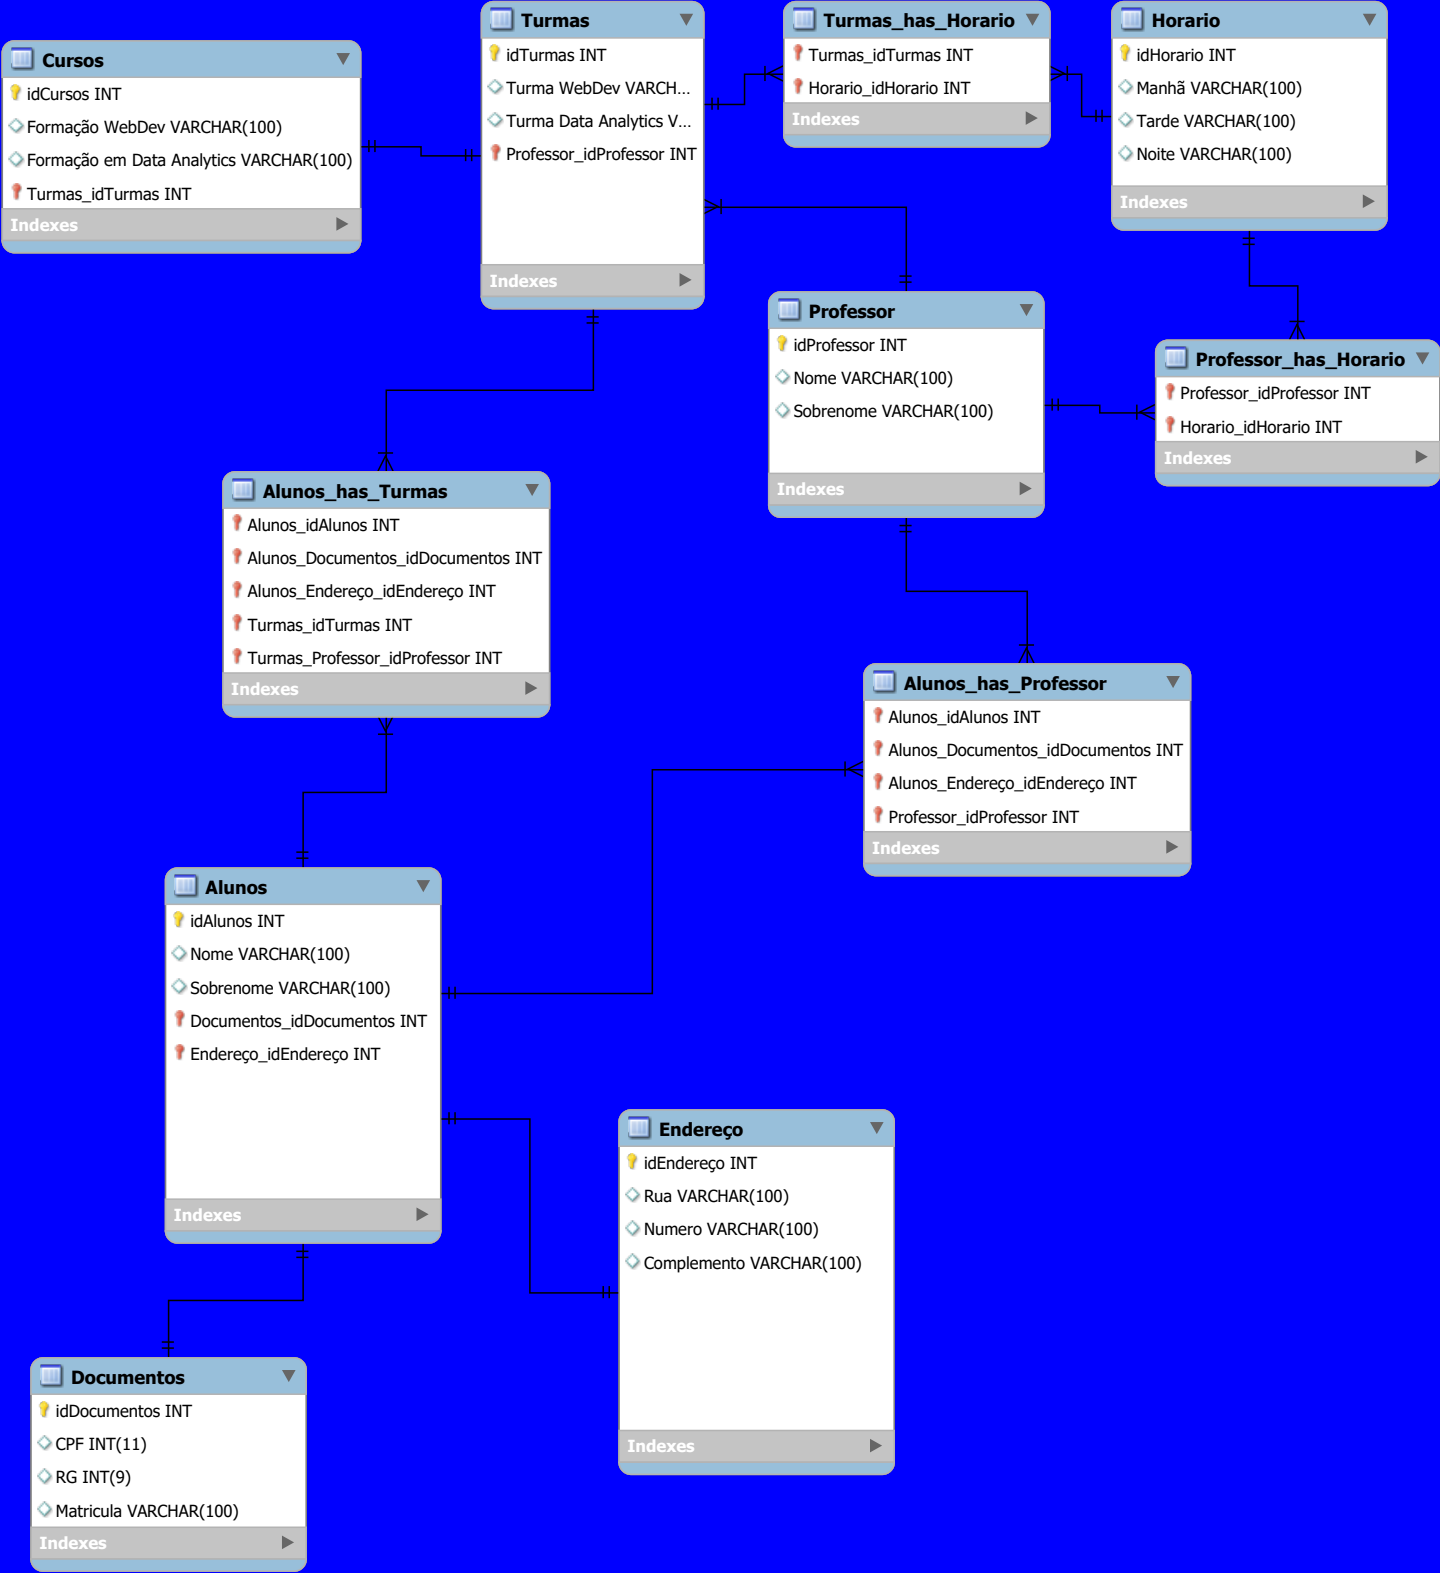 Cursos
idCursos INT
Formação WebDev VARCHAR(100)
Formação em Data Analytics VARCHAR(100)
Turmas_idTurmas INT
Indexes
Turmas
idTurmas INT
Turma WebDev VARCH...
Turma Data Analytics V...
Professor_idProfessor INT
Indexes
Turmas_has_Horario
Turmas_idTurmas INT
Horario_idHorario INT
Indexes
Horario
idHorario INT
Manhã VARCHAR(100)
Tarde VARCHAR(100)
Noite VARCHAR(100)
Indexes
Professor
idProfessor INT
Nome VARCHAR(100)
Sobrenome VARCHAR(100)
Indexes
Professor_has_Horario
Professor_idProfessor INT
Horario_idHorario INT
Indexes
Alunos_has_Turmas
Alunos_idAlunos INT
Alunos_Documentos_idDocumentos INT
Alunos_Endereço_idEndereço INT
Turmas_idTurmas INT
Turmas_Professor_idProfessor INT
Indexes
Alunos_has_Professor
Alunos_idAlunos INT
Alunos_Documentos_idDocumentos INT
Alunos_Endereço_idEndereço INT
Professor_idProfessor INT
Indexes
Alunos
idAlunos INT
Nome VARCHAR(100)
Sobrenome VARCHAR(100)
Documentos_idDocumentos INT
Endereço_idEndereço INT
Indexes
Endereço
idEndereço INT
Rua VARCHAR(100)
Numero VARCHAR(100)
Complemento VARCHAR(100)
Indexes
Documentos
idDocumentos INT
CPF INT(11)
RG INT(9)
Matricula VARCHAR(100)
Indexes